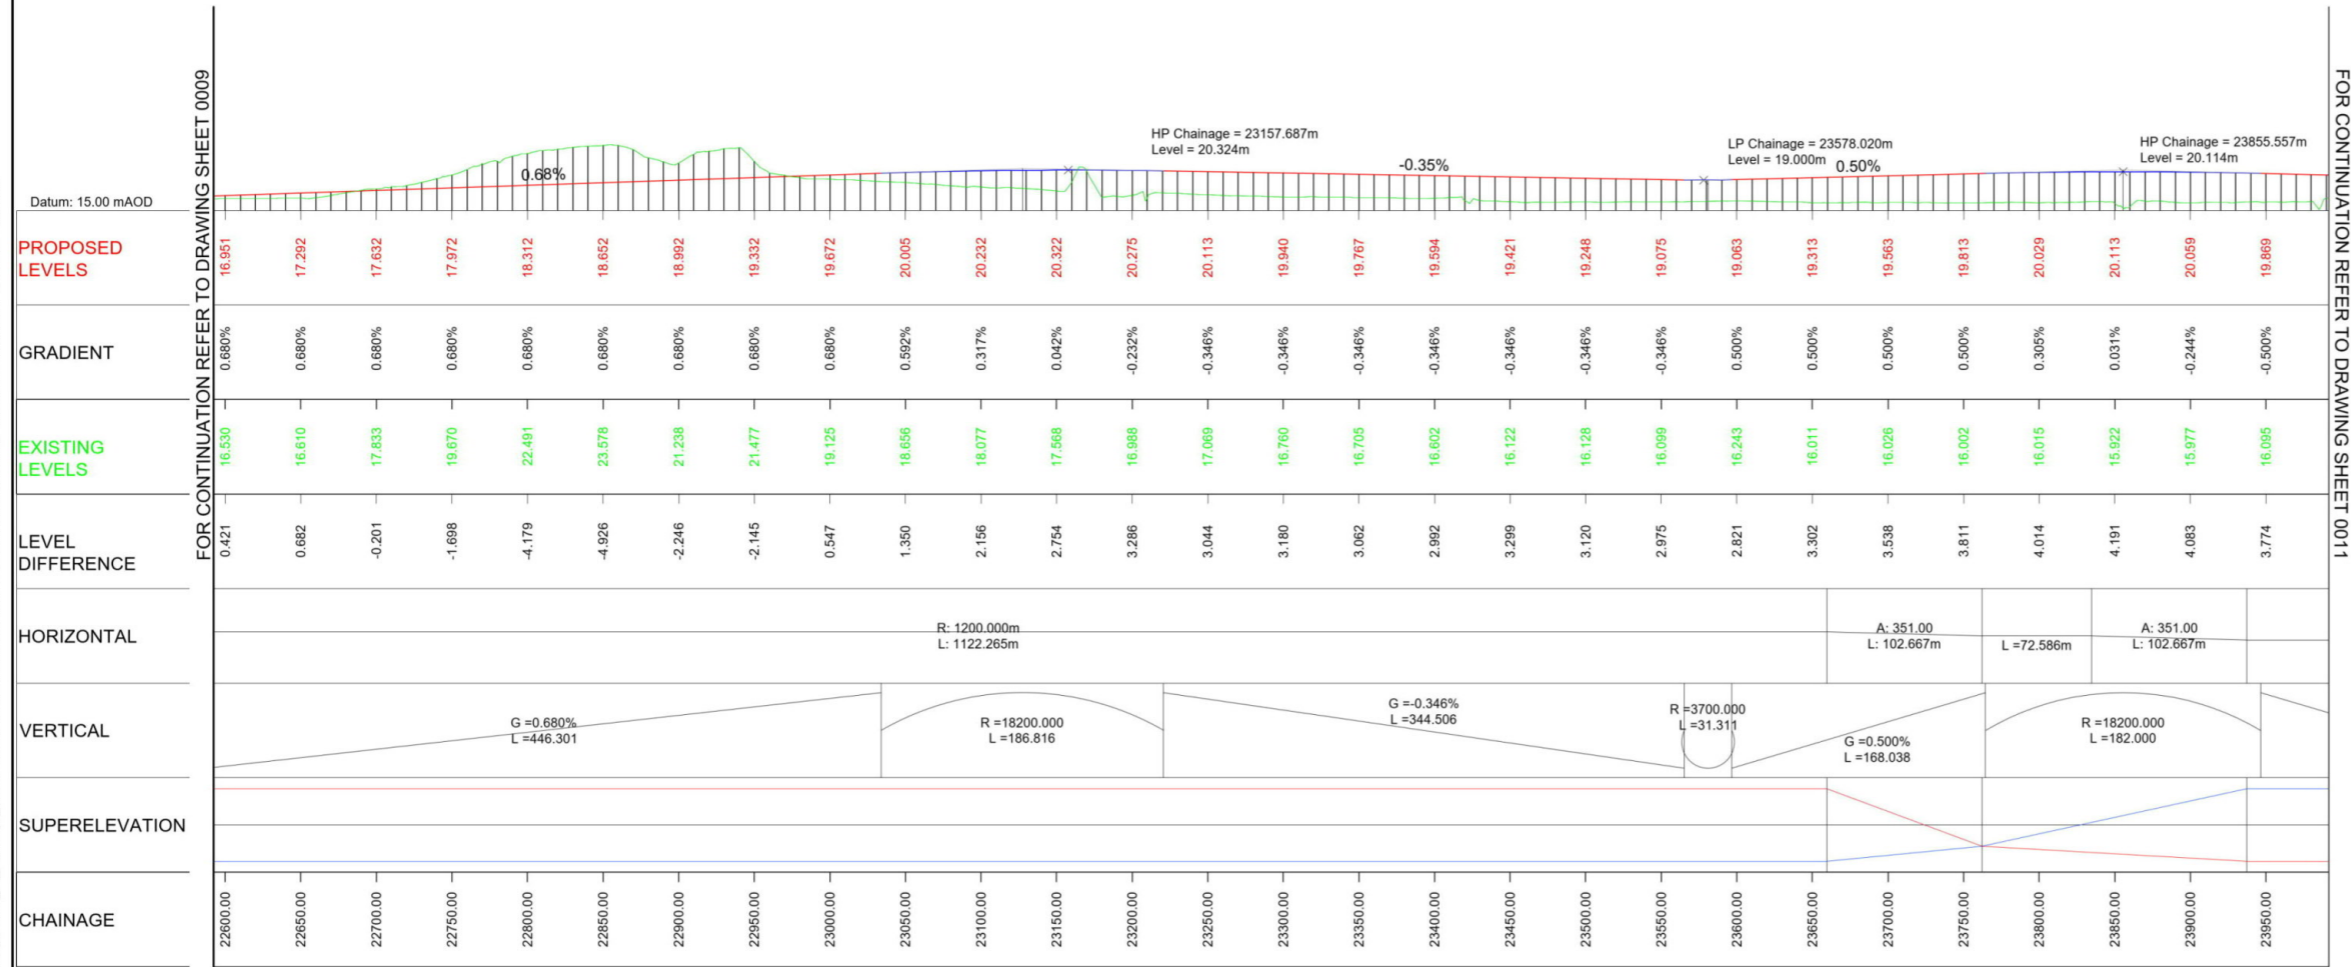 FOR CONTINUATION REFER TO DRAWING SHEET 0009
FOR CONTINUATION REFER TO DRAWING SHEET 0011
HP Chainage = 23157.687m
Level = 20.324m
LP Chainage = 23578.020m
Level = 19.000m
HP Chainage = 23855.557m
Level = 20.114m
0.68%
-0.35%
0.50%
Datum: 15.00 mAOD
PROPOSED
LEVELS
16.951 17.292 17.632 17.972 18.312 18.652 18.992 19.332 19.672 20.005 20.232 20.322 20.275 20.113 19.940 19.767 19.594 19.421 19.248 19.075 19.063 19.313 19.563 19.813 20.029 20.113 20.059 19.869
GRADIENT
0.680% 0.680% 0.680% 0.680% 0.680% 0.680% 0.680% 0.680% 0.680% 0.592% 0.317% 0.042% -0.232% -0.346% -0.346% -0.346% -0.346% -0.346% -0.346% -0.346% 0.500% 0.500% 0.500% 0.500% 0.305% 0.031% -0.244% -0.500%
EXISTING
LEVELS
16.530 16.610 17.833 19.670 22.491 23.578 21.238 21.477 19.125 18.656 18.077 17.568 16.988 17.069 16.760 16.705 16.602 16.122 16.128 16.099 16.243 16.011 16.026 16.002 16.015 15.922 15.977 16.095
LEVEL
DIFFERENCE
0.421 0.682 -0.201 -1.698 -4.179 -4.926 -2.246 -2.145 0.547 1.350 2.156 2.754 3.286 3.044 3.180 3.062 2.992 3.299 3.120 2.975 2.821 3.302 3.538 3.811 4.014 4.191 4.083 3.774
HORIZONTAL
R: 1200.000m
L: 1122.265m
A: 351.00
L: 102.667m
L =72.586m
A: 351.00
L: 102.667m
VERTICAL
G =0.680%
L =446.301
R =18200.000
L =186.816
G =-0.346%
L =344.506
R =3700.000
L =31.311
G =0.500%
L =168.038
R =18200.000
L =182.000
SUPERELEVATION
CHAINAGE
22600.00 22650.00 22700.00 22750.00 22800.00 22850.00 22900.00 22950.00 23000.00 23050.00 23100.00 23150.00 23200.00 23250.00 23300.00 23350.00 23400.00 23450.00 23500.00 23550.00 23600.00 23650.00 23700.00 23750.00 23800.00 23850.00 23900.00 23950.00